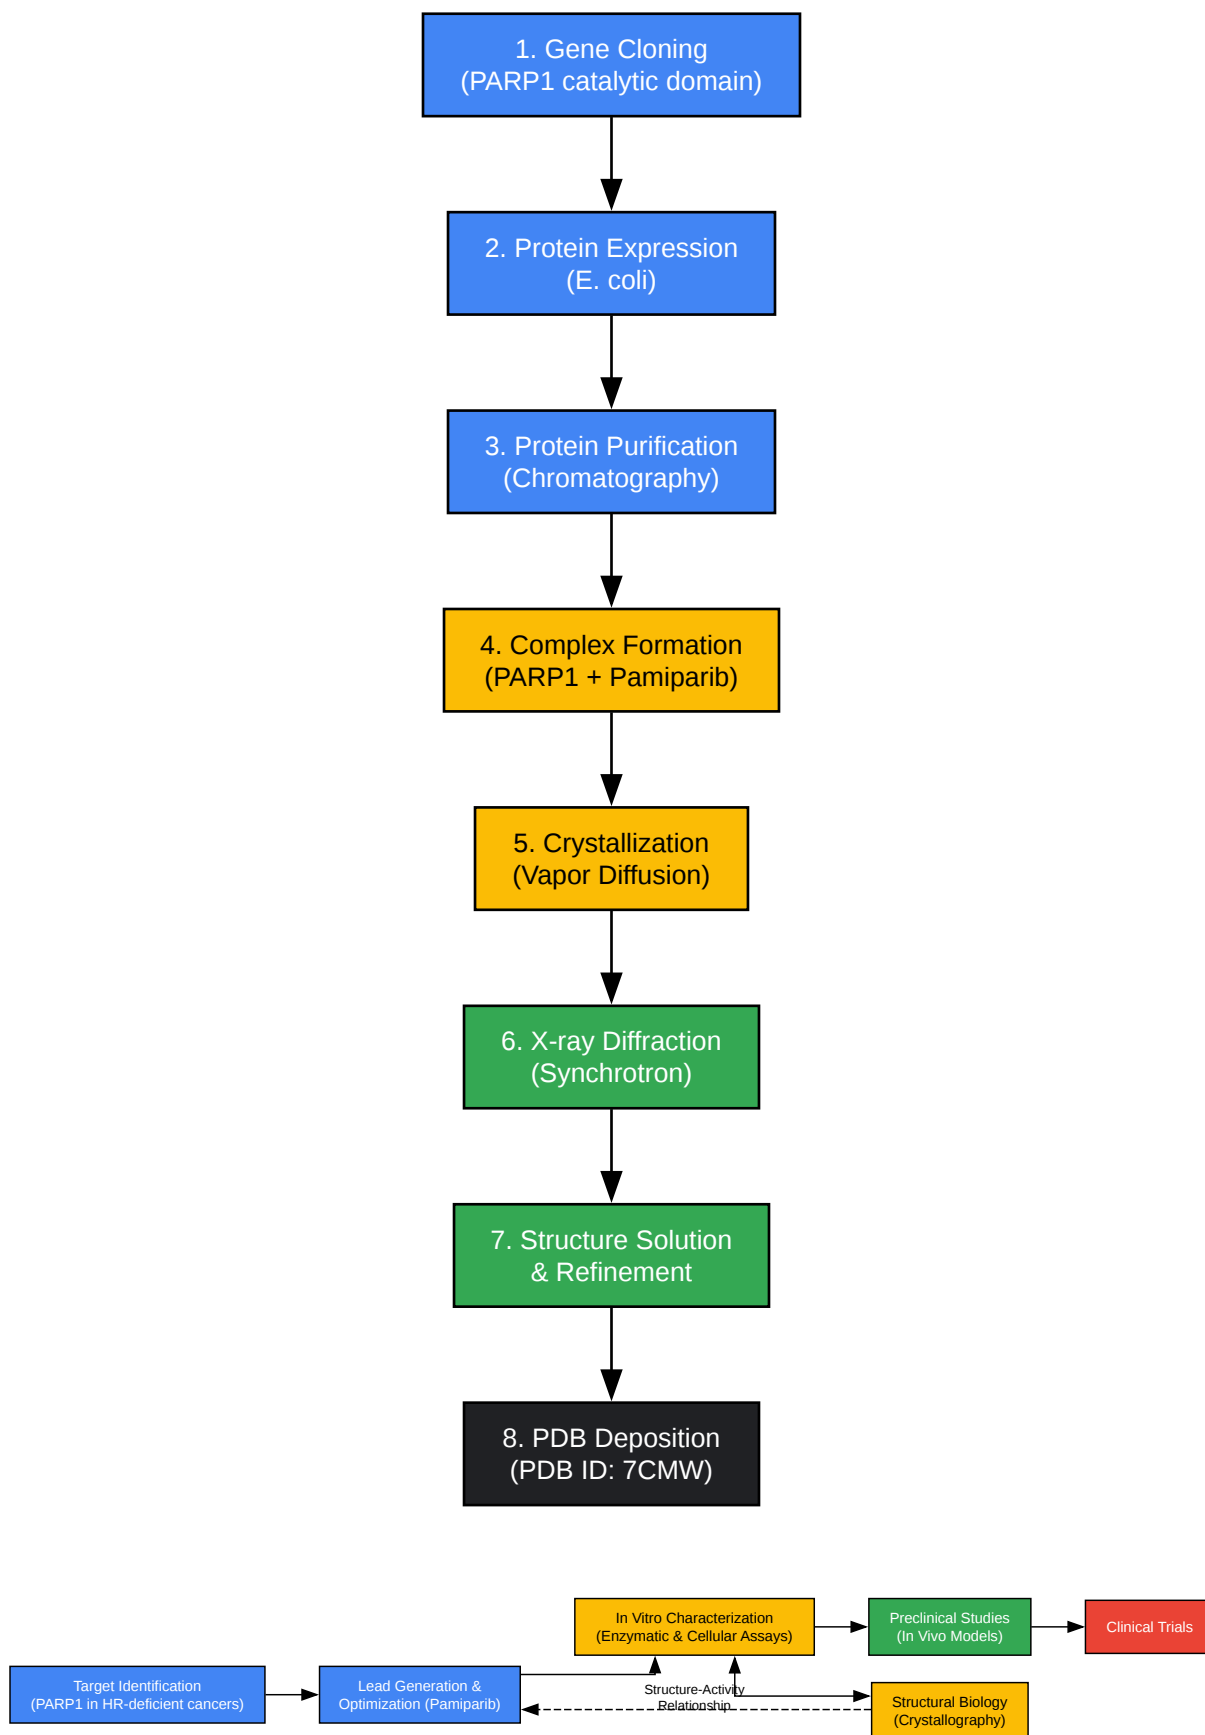 1. Gene Cloning
(PARP1 catalytic domain)
2. Protein Expression
(E. coli)
3. Protein Purification
(Chromatography)
4. Complex Formation
(PARP1 + Pamiparib)
5. Crystallization
(Vapor Diffusion)
6. X-ray Diffraction
(Synchrotron)
7. Structure Solution
& Refinement
8. PDB Deposition
(PDB ID: 7CMW)
Target Identification
(PARP1 in HR-deficient cancers)
Lead Generation &
Optimization (Pamiparib)
In Vitro Characterization
(Enzymatic & Cellular Assays)
Preclinical Studies
(In Vivo Models)
Clinical Trials
Structure-Activity
Relationship
Structural Biology
(Crystallography)